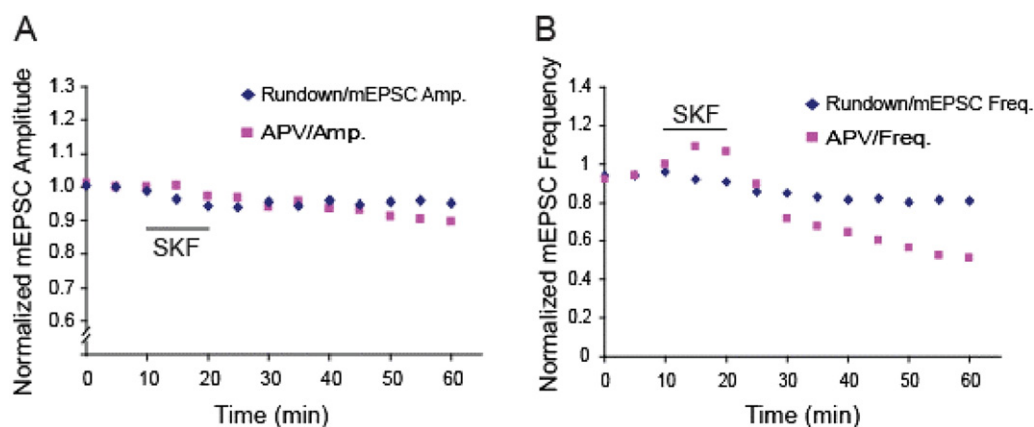 A
Normalized mEPSC Amplitude
1.3
1.2
1.1
1.0
0.9
0.8
0.7
0.6
Rundown/mEPSC Amp.
APV/Amp.
SKF
0 10 20 30 40 50 60
Time (min)
B
Normalized mEPSC Frequency
1.4
1.2
1
0.8
0.6
0.4
0.2
0
Rundown/mEPSC Freq.
APV/Freq.
SKF
0 10 20 30 40 50 60
Time (min)